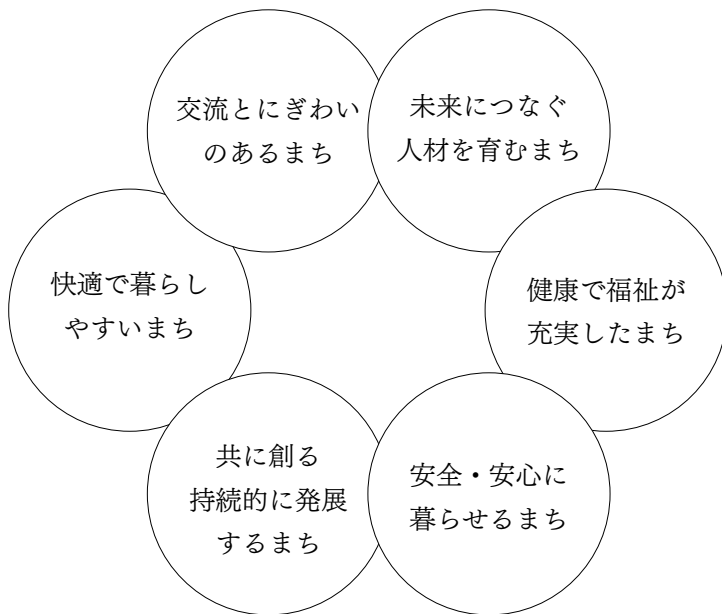 交流とにぎわい
のあるまち
未来につなぐ
人材を育むまち
快適で暮らし
やすいまち
健康で福祉が
充実したまち
共に創る
持続的に発展
するまち
安全・安心に
暮らせるまち